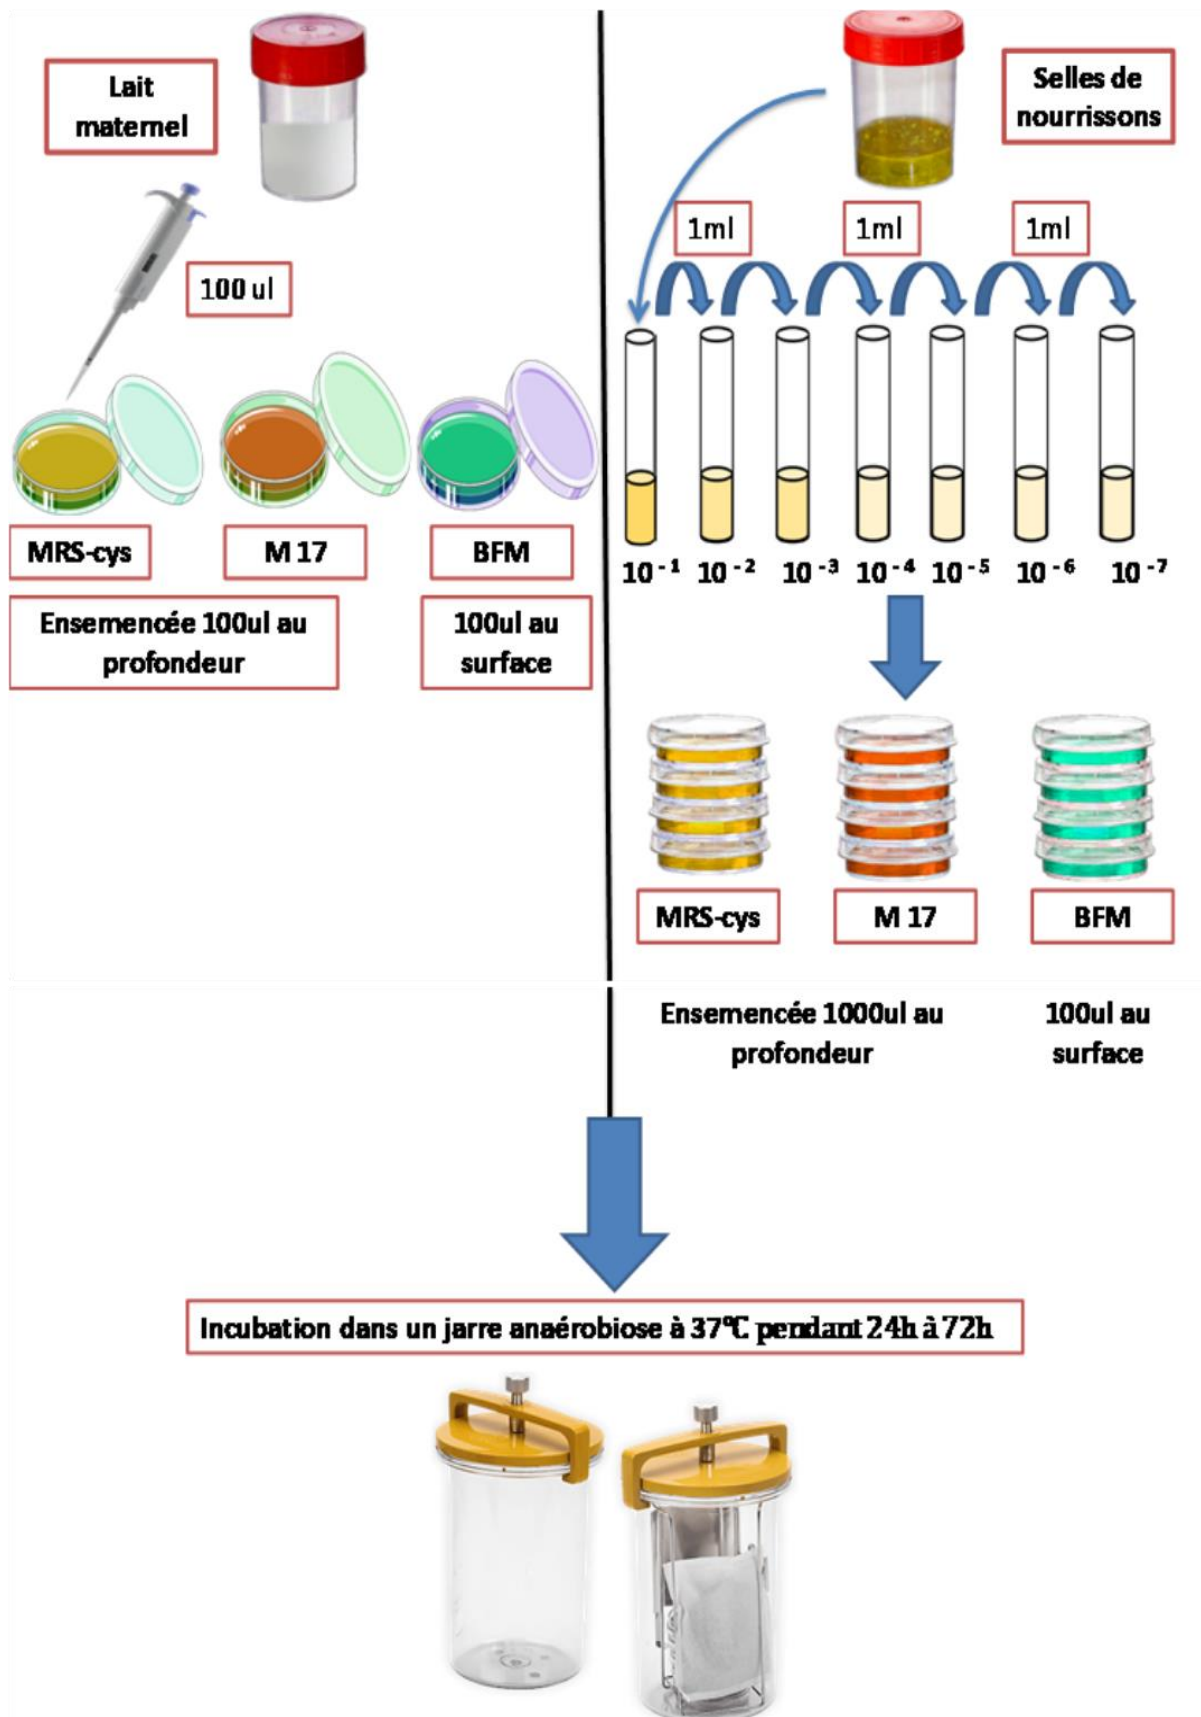 Lait
maternel
100 ul
MRS-cys
M 17
BFM
Ensemencée 100ul au
profondeur
100ul au
surface
Selles de
nourrissons
1ml
1ml
1ml
10 -1
10 -2
10 -3
10 -4
10 -5
10 -6
10 -7
MRS-cys
M 17
BFM
Ensemencée 1000ul au
profondeur
100ul au
surface
Incubation dans un jarre anaérobiose à 37°C pendant 24h à 72h